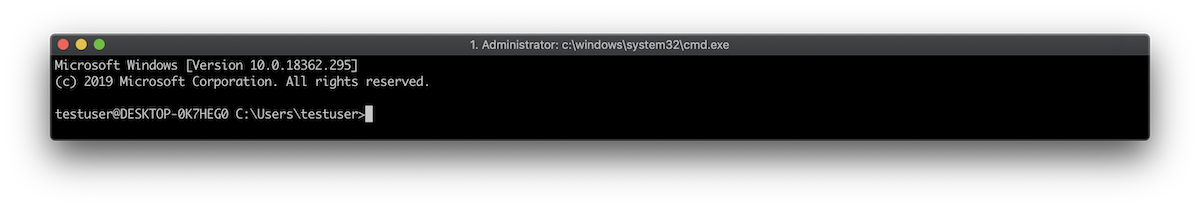 1. Administrator: c:\windows\system32\cmd.exe
Microsoft Windows [Version 10.0.18362.295]
(c) 2019 Microsoft Corporation. All rights reserved.
testuser@DESKTOP-0K7HEG0 C:\Users\testuser>